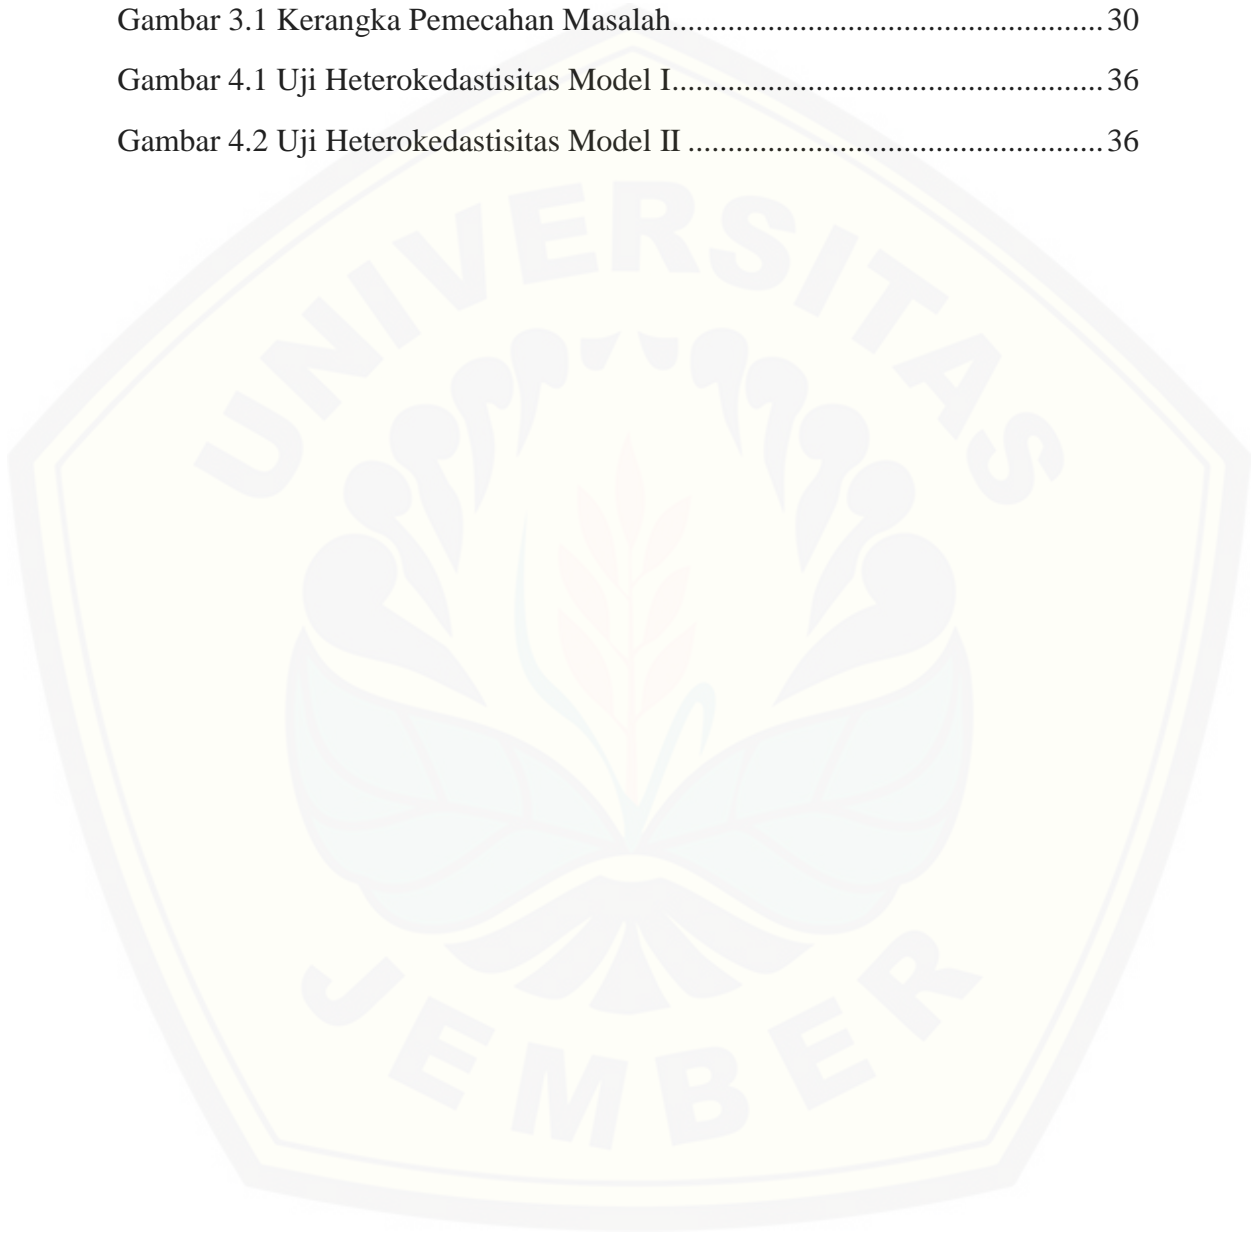 Gambar 3.1 Kerangka Pemecahan Masalah.......................................................30
Gambar 4.1 Uji Heterokedastisitas Model I.......................................................36
Gambar 4.2 Uji Heterokedastisitas Model II .....................................................36
UNIVERSITAS
JEMBER